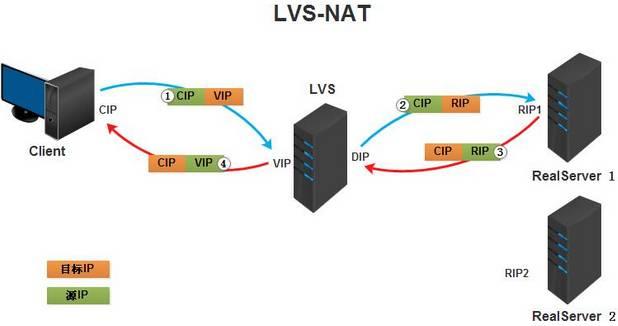 LVS-NAT
LVS
① CIP VIP
② CIP RIP
CIP
RIP1
Client
CIP RIP ③
CIP VIP ④
VIP
DIP
RealServer 1
目标IP
源IP
RIP2
RealServer 2